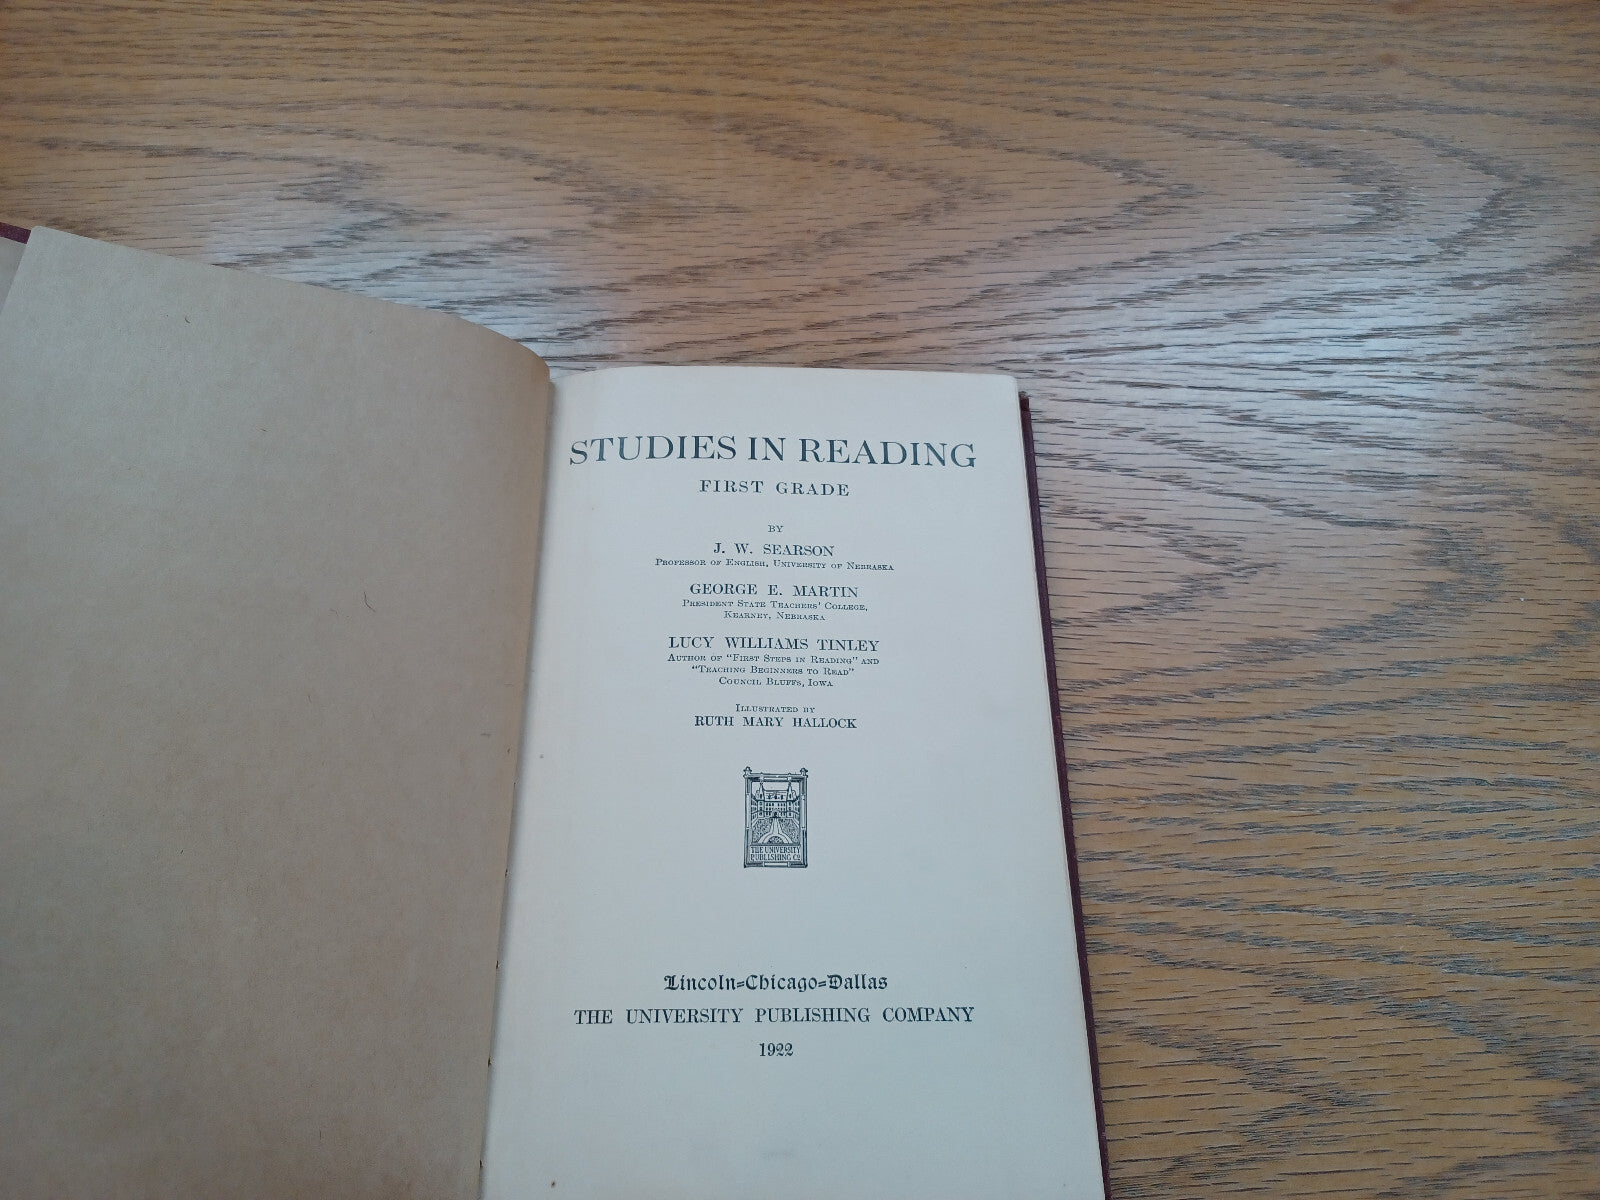 STUDIES IN READING
FIRST GRADE
BY
J. W. SEARSON
PROFESSOR OF ENGLISH, UNIVERSITY OF NEBRASKA
GEORGE E. MARTIN
PRESIDENT STATE TEACHERS' COLLEGE,
KEARNEY, NEBRASKA
LUCY WILLIAMS TINLEY
AUTHOR OF "FIRST STEPS IN READING" AND
"TEACHING BEGINNERS TO READ"
COUNCIL BLUFFS, IOWA
ILLUSTRATED BY
RUTH MARY HALLOCK
THE UNIVERSITY
PUBLISHING CO
Lincoln-Chicago-Dallas
THE UNIVERSITY PUBLISHING COMPANY
1922